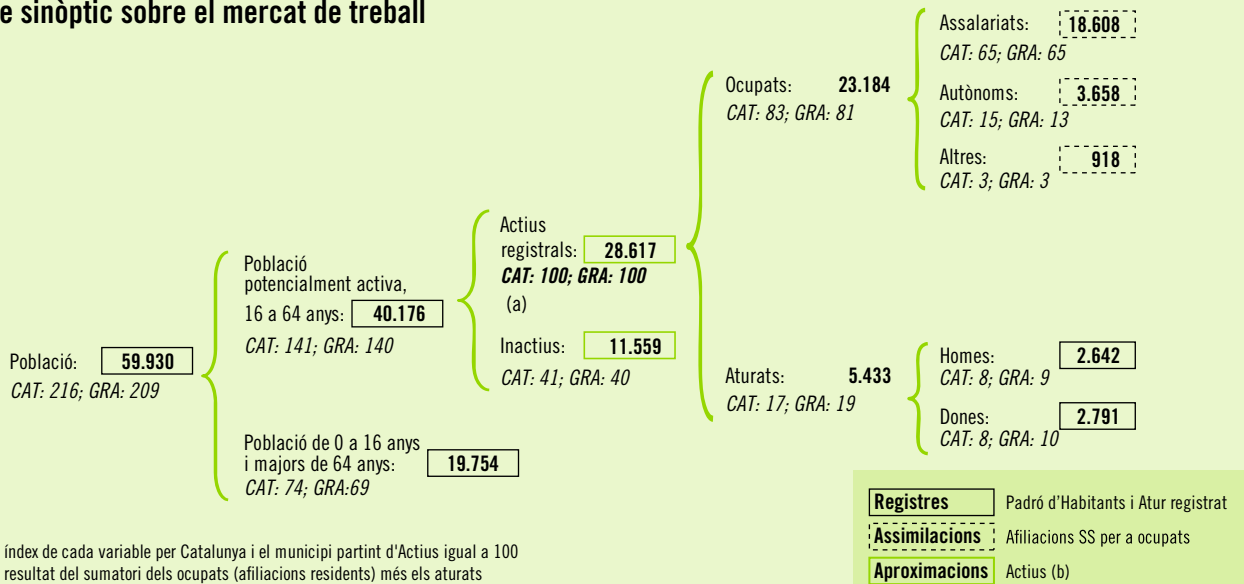 e sinòptic sobre el mercat de treball
Assalariats: 18.608
CAT: 65; GRA: 65
Ocupats: 23.184
CAT: 83; GRA: 81
Autònoms: 3.658
CAT: 15; GRA: 13
Altres: 918
CAT: 3; GRA: 3
Actius
registrals: 28.617
CAT: 100; GRA: 100
(a)
Població
potencialment activa,
16 a 64 anys: 40.176
CAT: 141; GRA: 140
Inactius: 11.559
CAT: 41; GRA: 40
Població: 59.930
CAT: 216; GRA: 209
Aturats: 5.433
CAT: 17; GRA: 19
Homes: 2.642
CAT: 8; GRA: 9
Dones: 2.791
CAT: 8; GRA: 10
Població de 0 a 16 anys
i majors de 64 anys: 19.754
CAT: 74; GRA:69
Registres Padró d'Habitants i Atur registrat
Assimilacions Afiliacions SS per a ocupats
Aproximacions Actius (b)
índex de cada variable per Catalunya i el municipi partint d'Actius igual a 100
resultat del sumatori dels ocupats (afiliacions residents) més els aturats